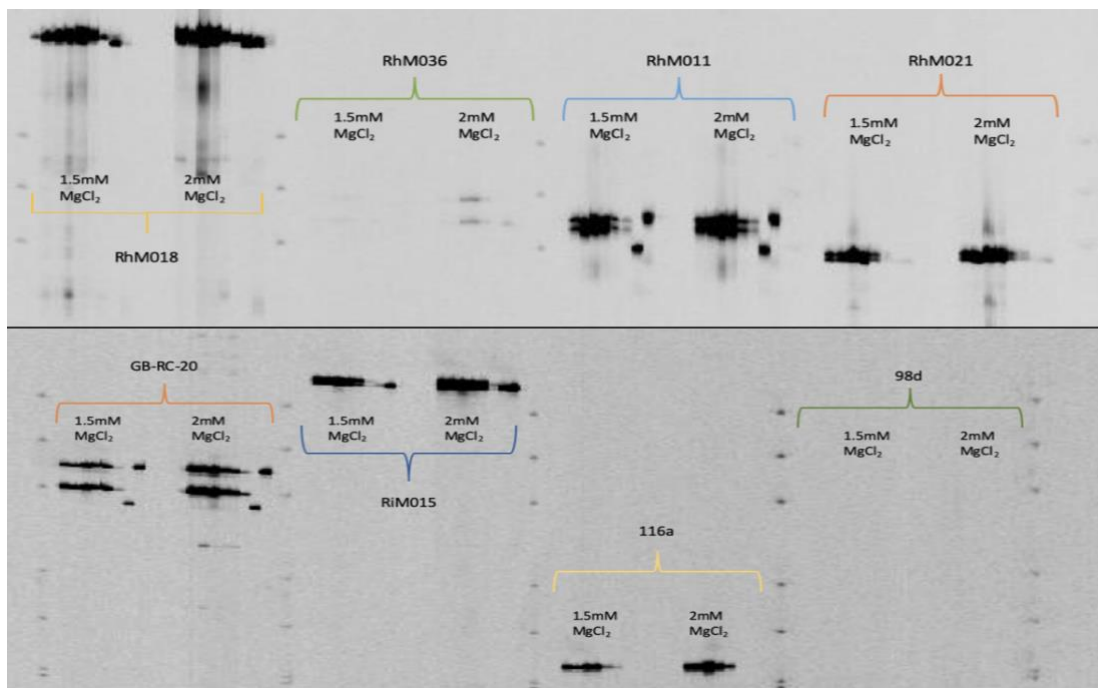 RhM036
RhM011
RhM021
1.5mM
MgCl₂
2mM
MgCl₂
1.5mM
MgCl₂
2mM
MgCl₂
1.5mM
MgCl₂
2mM
MgCl₂
1.5mM
MgCl₂
2mM
MgCl₂
RhM018
GB-RC-20
98d
1.5mM
MgCl₂
2mM
MgCl₂
1.5mM
MgCl₂
2mM
MgCl₂
1.5mM
MgCl₂
2mM
MgCl₂
RiM015
116a
1.5mM
MgCl₂
2mM
MgCl₂